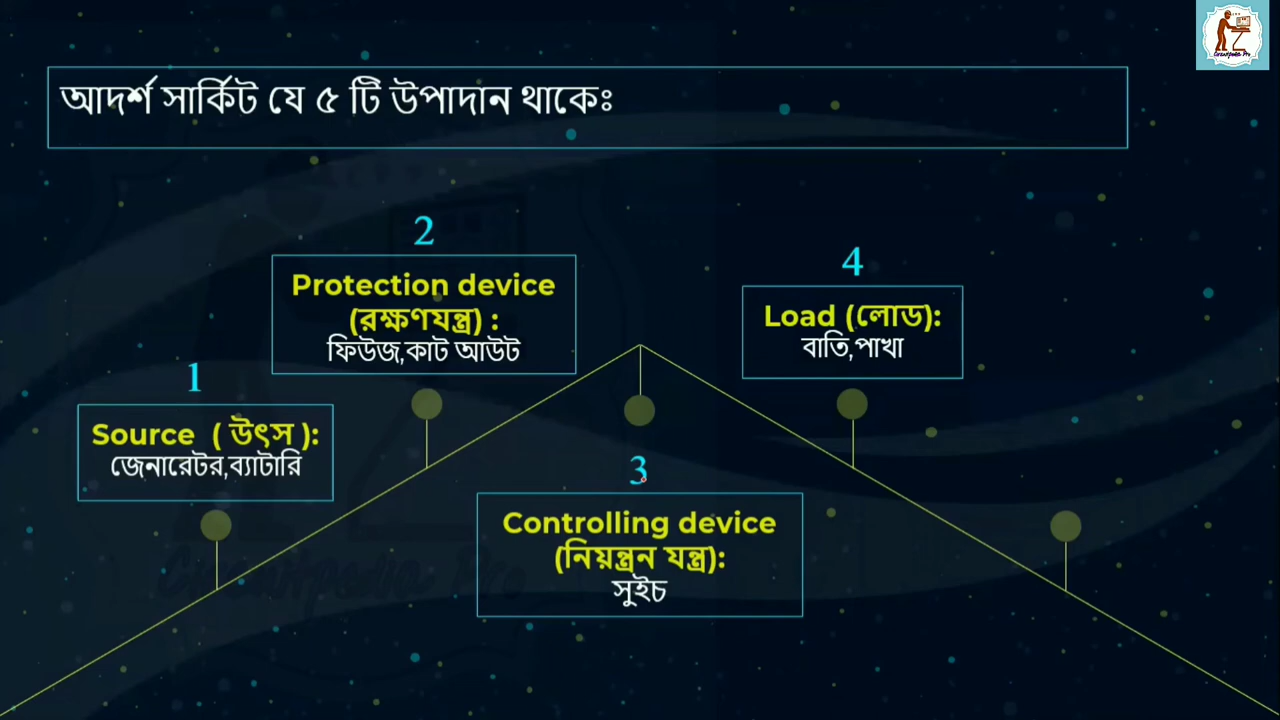 আদর্শ সার্কিট যে ৫ টি উপাদান থাকেঃ
1
Source ( উৎস ):
জেনারেটর,ব্যাটারি
2
Protection device
(রক্ষণযন্ত্র) :
ফিউজ,কাট আউট
3
Controlling device
(নিয়ন্ত্রন যন্ত্র):
সুইচ
4
Load (লোড):
বাতি,পাখা